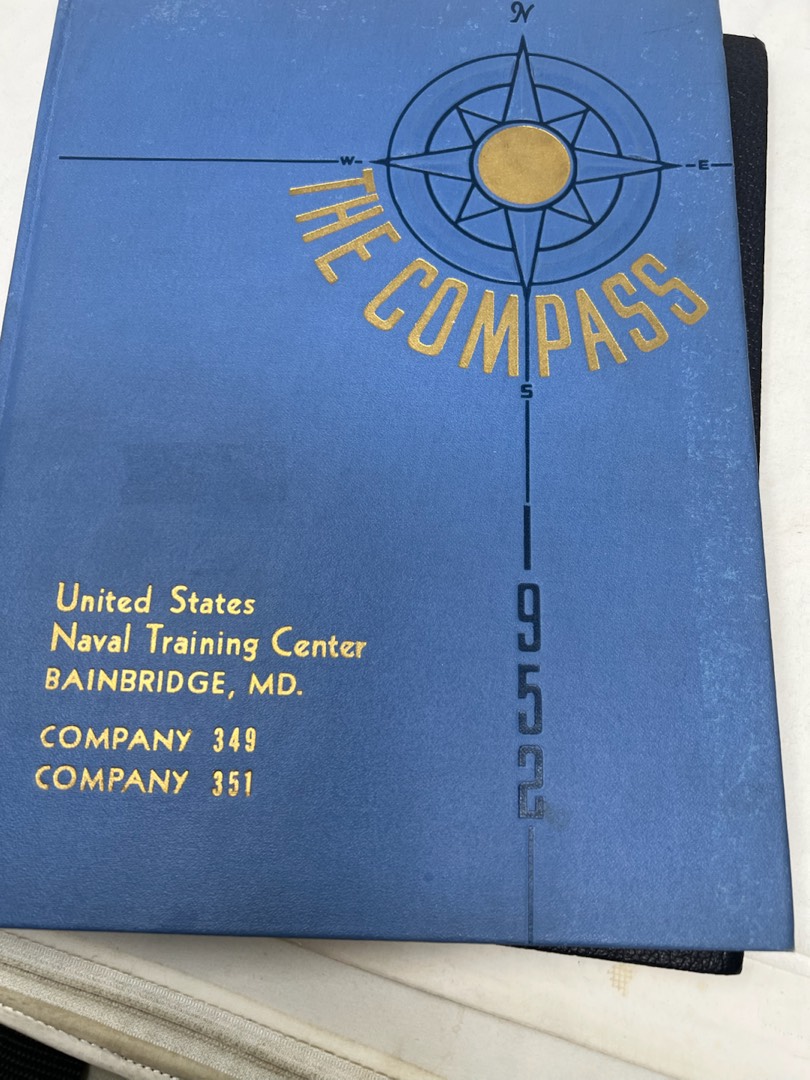 N
W
E
THE COMPASS
S
1952
United States
Naval Training Center
BAINBRIDGE, MD.
COMPANY 349
COMPANY 351